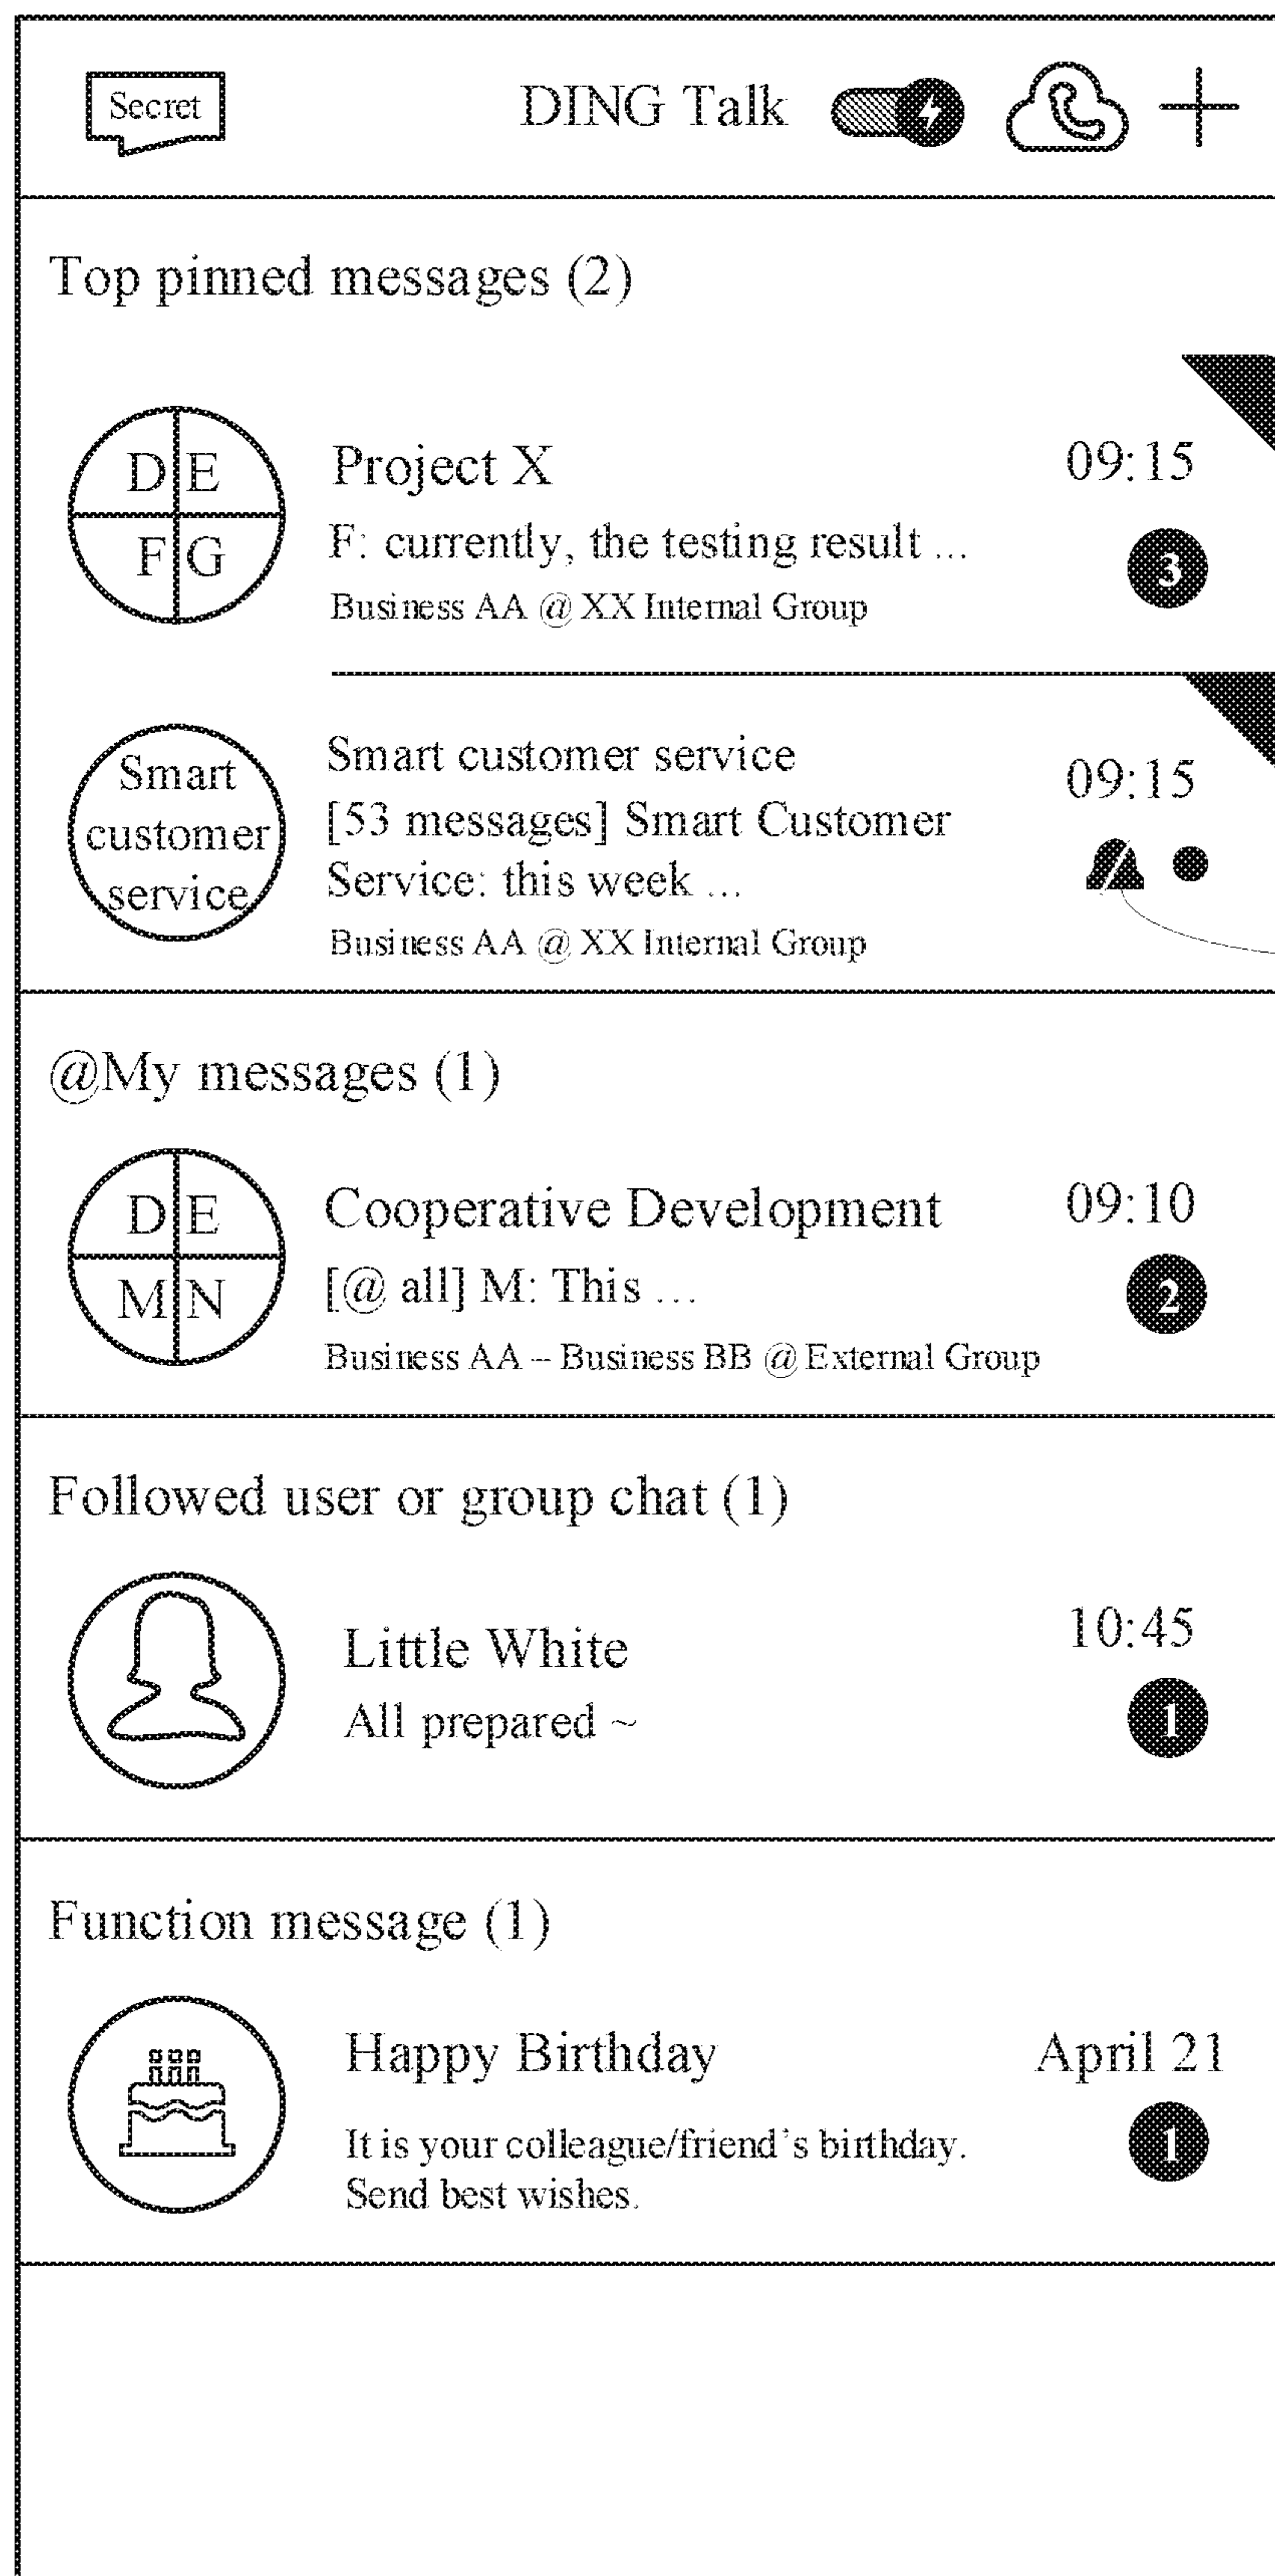 Secret
DING Talk
Top pinned messages (2)
D E
F G
Project X
09:15
F: currently, the testing result ...
3
Business AA @ XX Internal Group
Smart
customer
service
Smart customer service
09:15
[53 messages] Smart Customer
Service: this week ...
Business AA @ XX Internal Group
@My messages (1)
D E
M N
Cooperative Development
09:10
[@ all] M: This ...
2
Business AA – Business BB @ External Group
Followed user or group chat (1)
Little White
10:45
All prepared ~
1
Function message (1)
Happy Birthday
April 21
It is your colleague/friend's birthday.
1
Send best wishes.